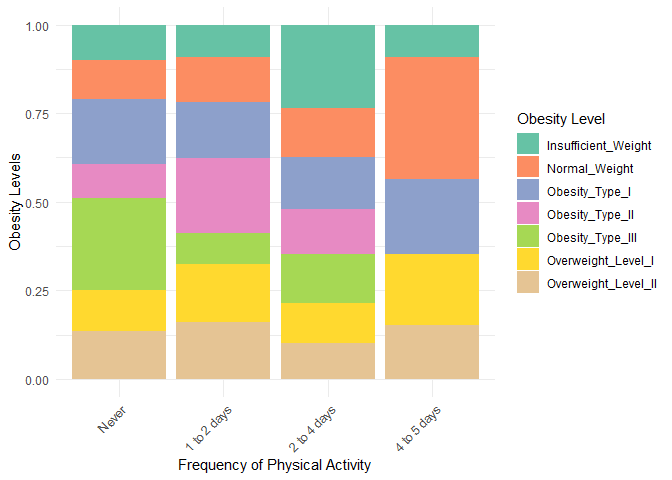 1.00
0.75
0.50
0.25
0.00
Obesity Levels
Never
1 to 2 days
2 to 4 days
4 to 5 days
Frequency of Physical Activity
Obesity Level
Insufficient_Weight
Normal_Weight
Obesity_Type_I
Obesity_Type_II
Obesity_Type_III
Overweight_Level_I
Overweight_Level_II